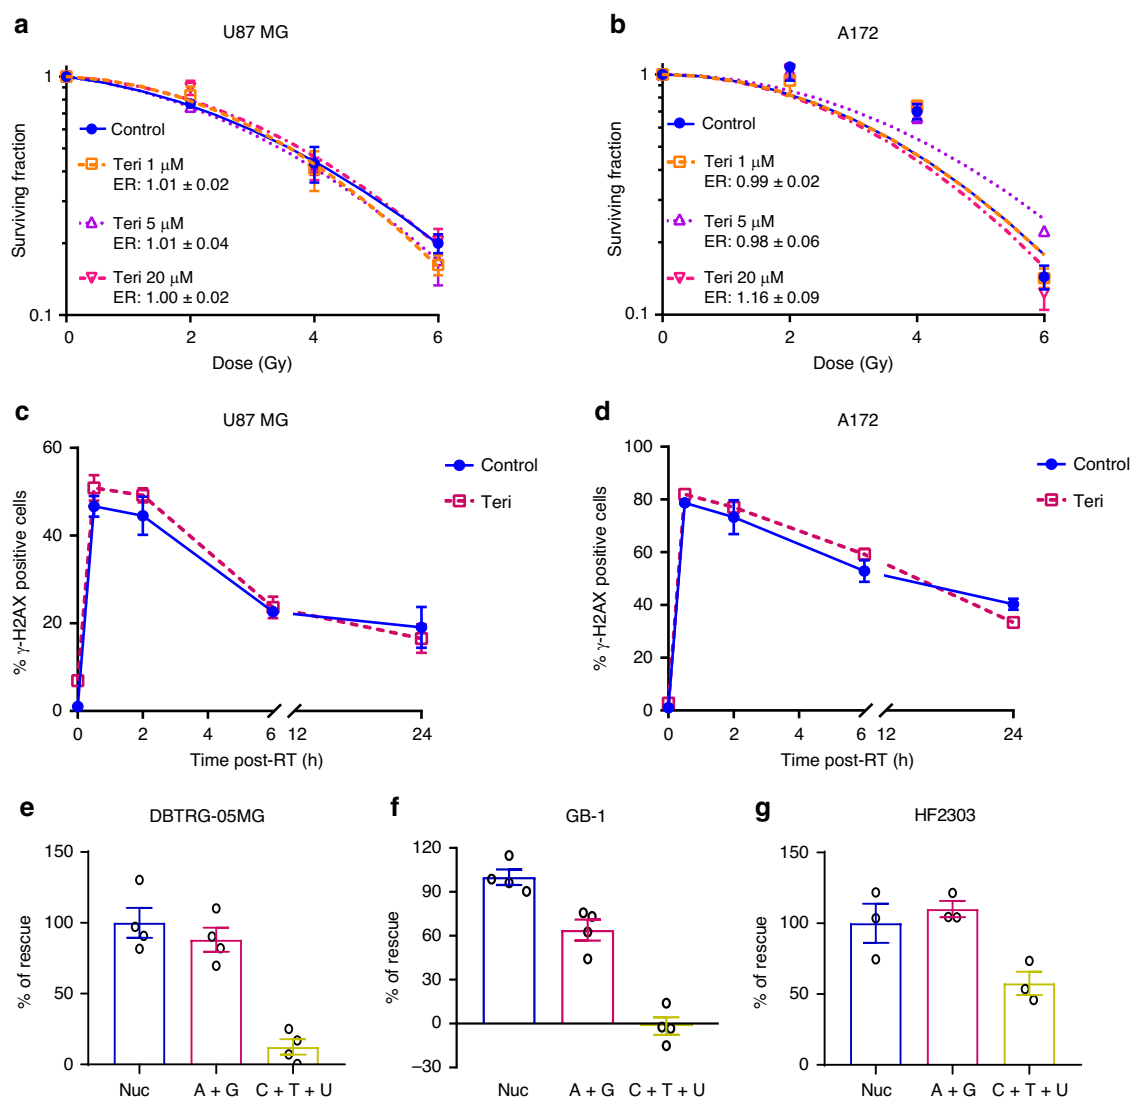 a
U87 MG
1
0.1
Surviving fraction
Control
Teri 1 μM
ER: 1.01 ± 0.02
Teri 5 μM
ER: 1.01 ± 0.04
Teri 20 μM
ER: 1.00 ± 0.02
0 2 4 6
Dose (Gy)
b
A172
1
0.1
Surviving fraction
Control
Teri 1 μM
ER: 0.99 ± 0.02
Teri 5 μM
ER: 0.98 ± 0.06
Teri 20 μM
ER: 1.16 ± 0.09
0 2 4 6
Dose (Gy)
c
U87 MG
60
40
20
0
% γ-H2AX positive cells
Control
Teri
0 2 4 6 12 24
Time post-RT (h)
d
A172
100
80
60
40
20
0
% γ-H2AX positive cells
Control
Teri
0 2 4 6 12 24
Time post-RT (h)
e
DBTRG-05MG
150
100
50
0
% of rescue
Nuc A + G C + T + U
f
GB-1
120
90
60
30
0
–30
% of rescue
Nuc A + G C + T + U
g
HF2303
150
100
50
0
% of rescue
Nuc A + G C + T + U